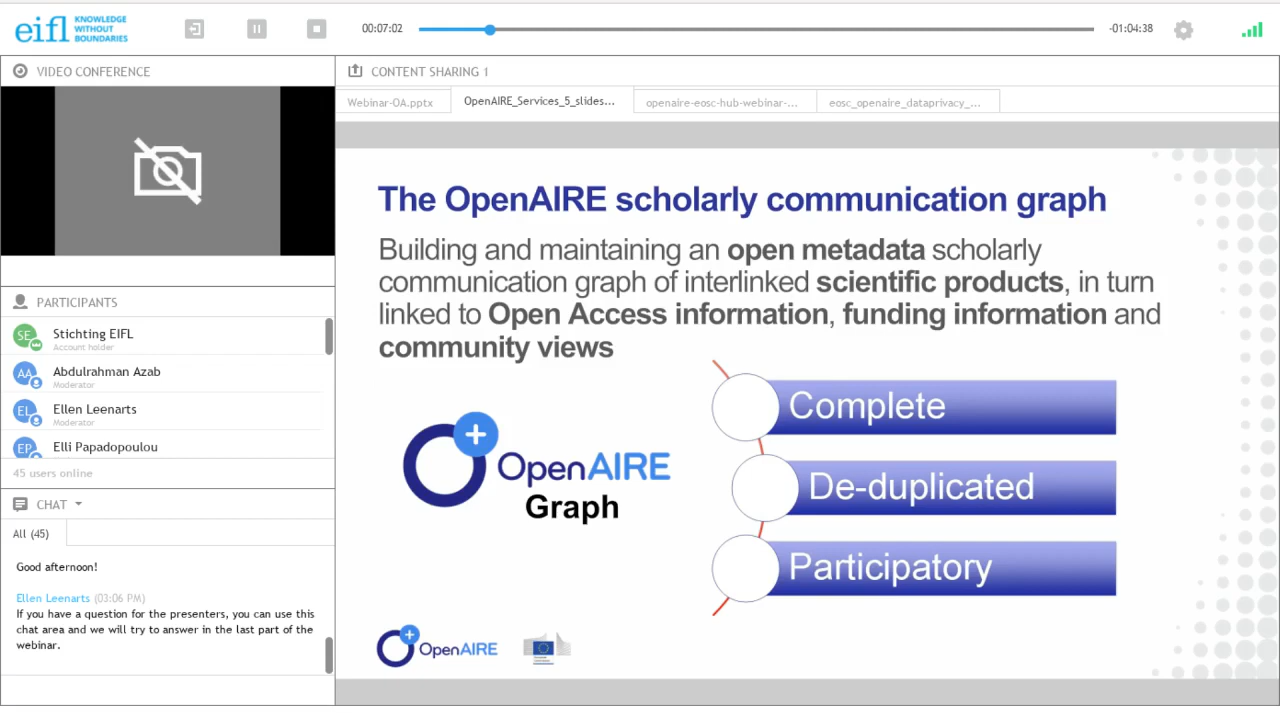 eifl KNOWLEDGE
WITHOUT
BOUNDARIES
00:07:02
-01:04:38
VIDEO CONFERENCE
CONTENT SHARING 1
Webinar-OA.pptx
OpenAIRE_Services_5_slides...
openaire-eosc-hub-webinar-...
eosc_openaire_dataprivacy_...
The OpenAIRE scholarly communication graph
Building and maintaining an open metadata scholarly
communication graph of interlinked scientific products, in turn
linked to Open Access information, funding information and
community views
OpenAIRE
Graph
Complete
De-duplicated
Participatory
OpenAIRE
PARTICIPANTS
SE
Stichting EIFL
Account holder
AA
Abdulrahman Azab
Moderator
EL
Ellen Leenarts
Moderator
EP
Elli Papadopoulou
45 users online
CHAT
All (45)
Good afternoon!
Ellen Leenarts (03:06 PM)
If you have a question for the presenters, you can use this
chat area and we will try to answer in the last part of the
webinar.